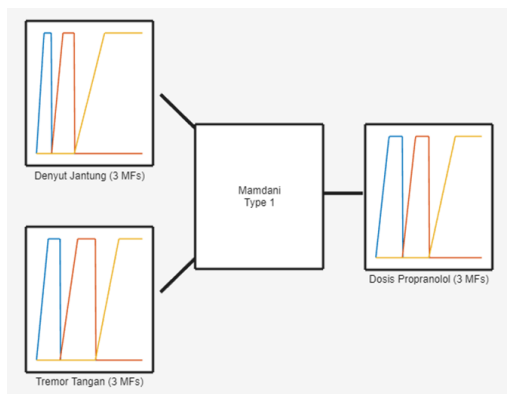 Denyut Jantung (3 MFs)
Mamdani
Type 1
Dosis Propranolol (3 MFs)
Tremor Tangan (3 MFs)